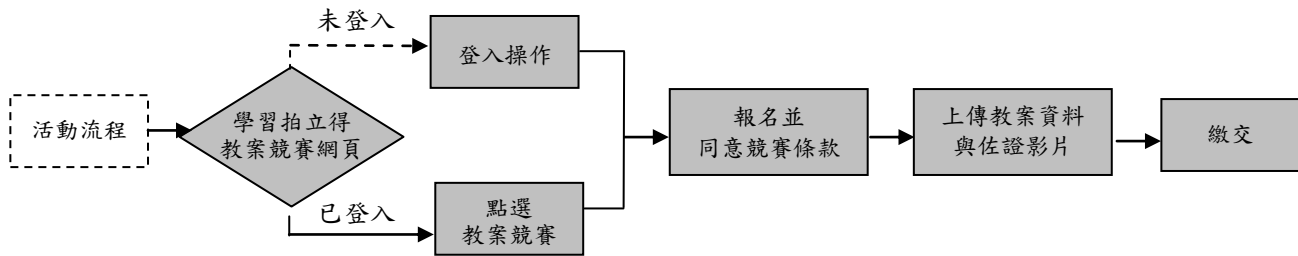 未登入
登入操作
活動流程
學習拍立得
教案競賽網頁
報名並
同意競賽條款
上傳教案資料
與佐證影片
繳交
已登入
點選
教案競賽